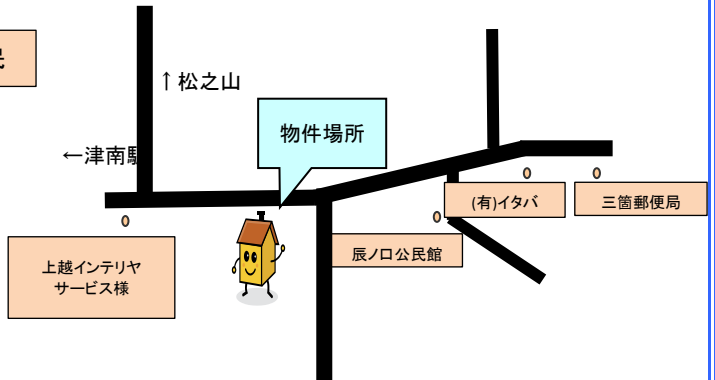 ↑松之山
物件場所
←津南駅
(有)イタバ
三箇郵便局
辰ノ口公民館
上越インテリヤ
サービス様